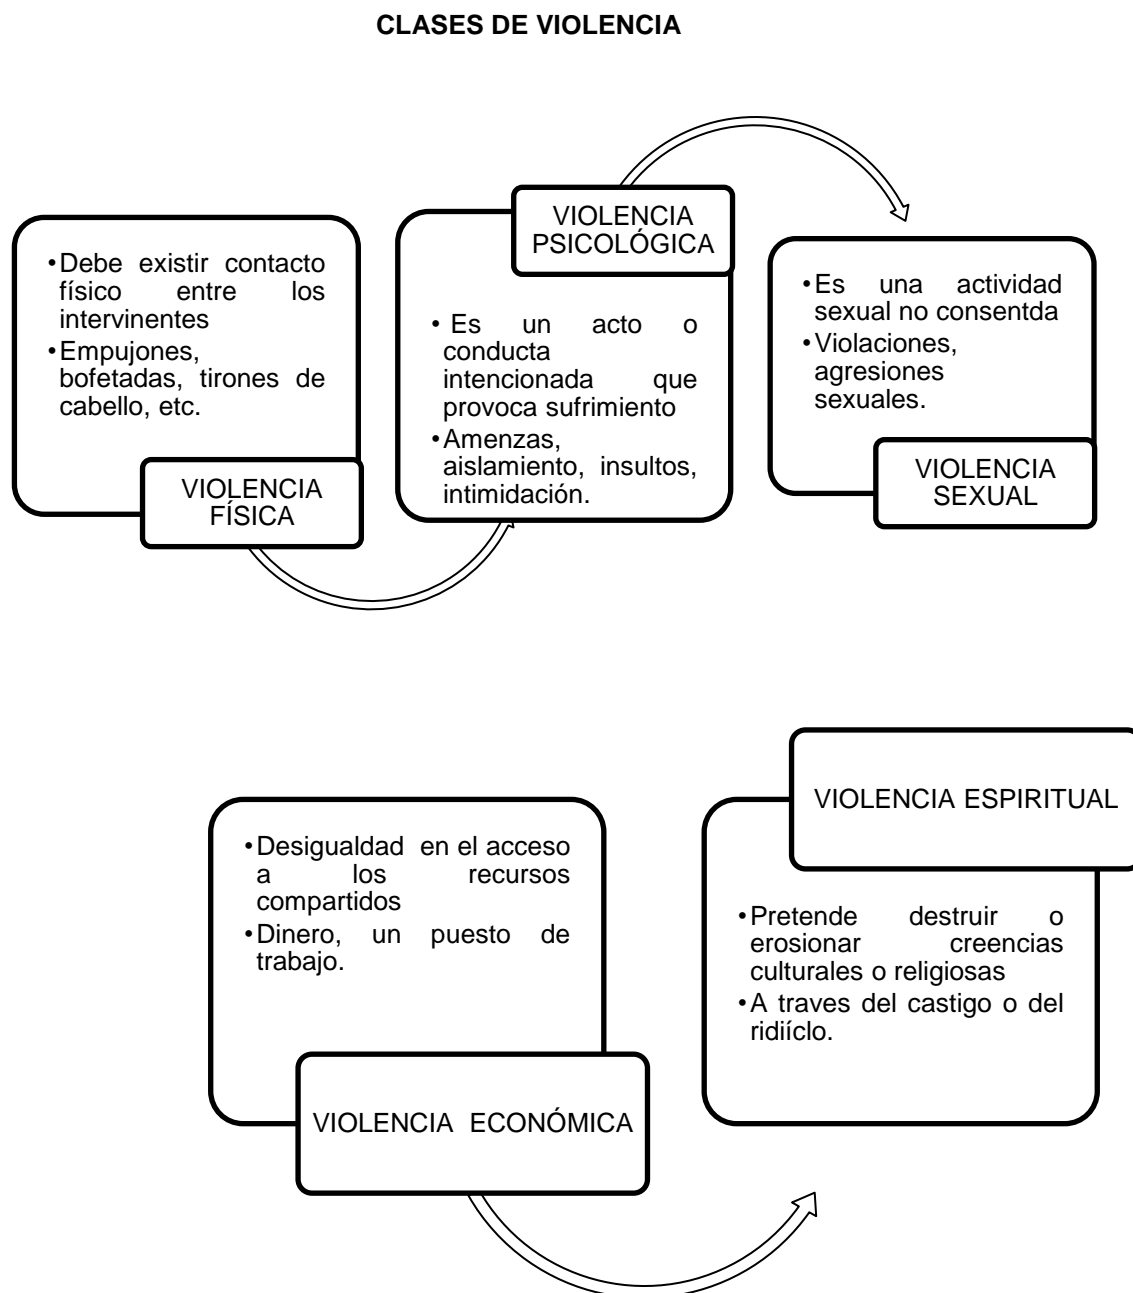 CLASES DE VIOLENCIA
•Debe existir contacto
físico entre los
intervinentes
•Empujones,
bofetadas, tirones de
cabello, etc.
VIOLENCIA
FÍSICA
VIOLENCIA
PSICOLÓGICA
• Es un acto o
conducta
intencionada que
provoca sufrimiento
•Amenzas,
aislamiento, insultos,
intimidación.
•Es una actividad
sexual no consentda
•Violaciones,
agresiones
sexuales.
VIOLENCIA
SEXUAL
•Desigualdad en el acceso
a los recursos
compartidos
•Dinero, un puesto de
trabajo.
VIOLENCIA ECONÓMICA
VIOLENCIA ESPIRITUAL
•Pretende destruir o
erosionar creencias
culturales o religiosas
•A traves del castigo o del
ridiíclo.